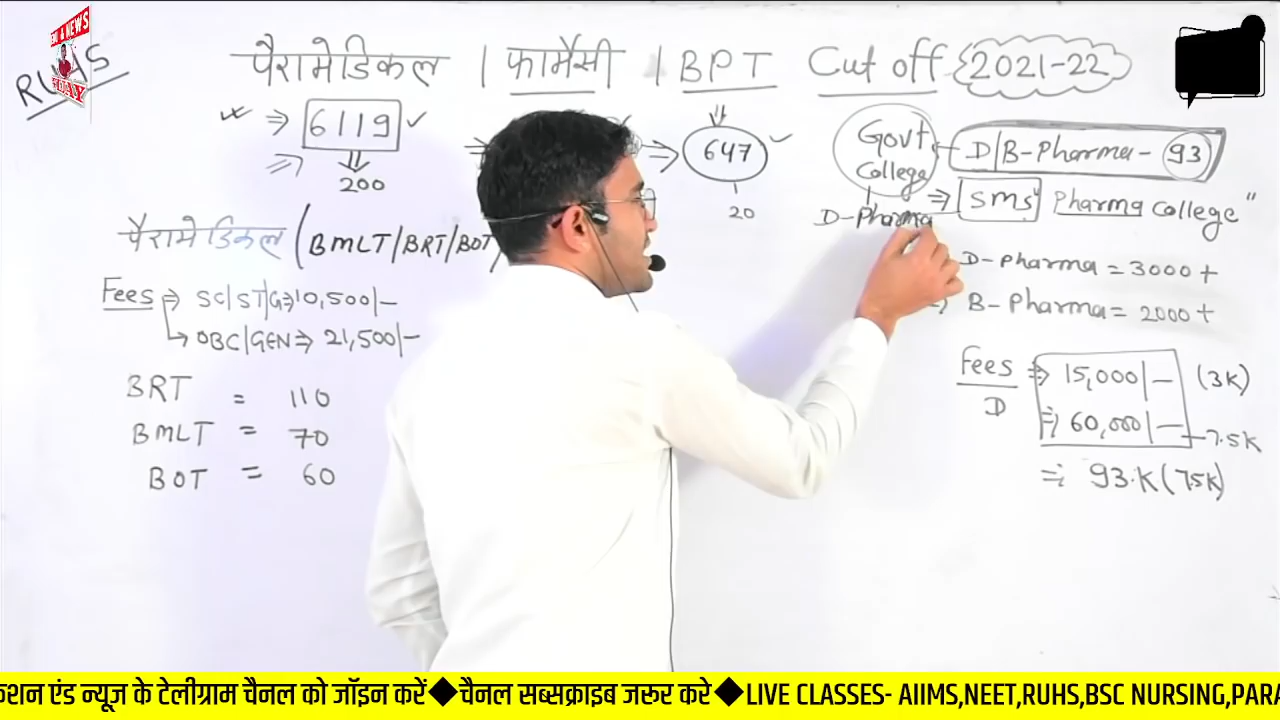 RUHS
पैरामेडिकल | फार्मेसी | BPT Cut off 2021-22
⇒ 6119 ✓
200
⇒ 647 ✓
20
Govt College
D|B-Pharma- 93
D-Pharma
⇒ SMS Pharma College"
D-Pharma = 3000+
B-Pharma = 2000+
पैरामेडिकल (BMLT/BRT/BOT
Fees ⇒ SC|ST|G⇒10,500/-
OBC|GEN⇒ 21,500/-
BRT = 110
BMLT = 70
BOT = 60
Fees D ⇒ 15,000/- (3K)
⇒ 60,000/- 7.5K
⇒ 93.K (7.5K)
NEWS
शन एंड न्यूज़ के टेलीग्राम चैनल को जॉइन करें◆चैनल सब्सक्राइब जरूर करे◆LIVE CLASSES- AIIMS,NEET,RUHS,BSC NURSING,PARA